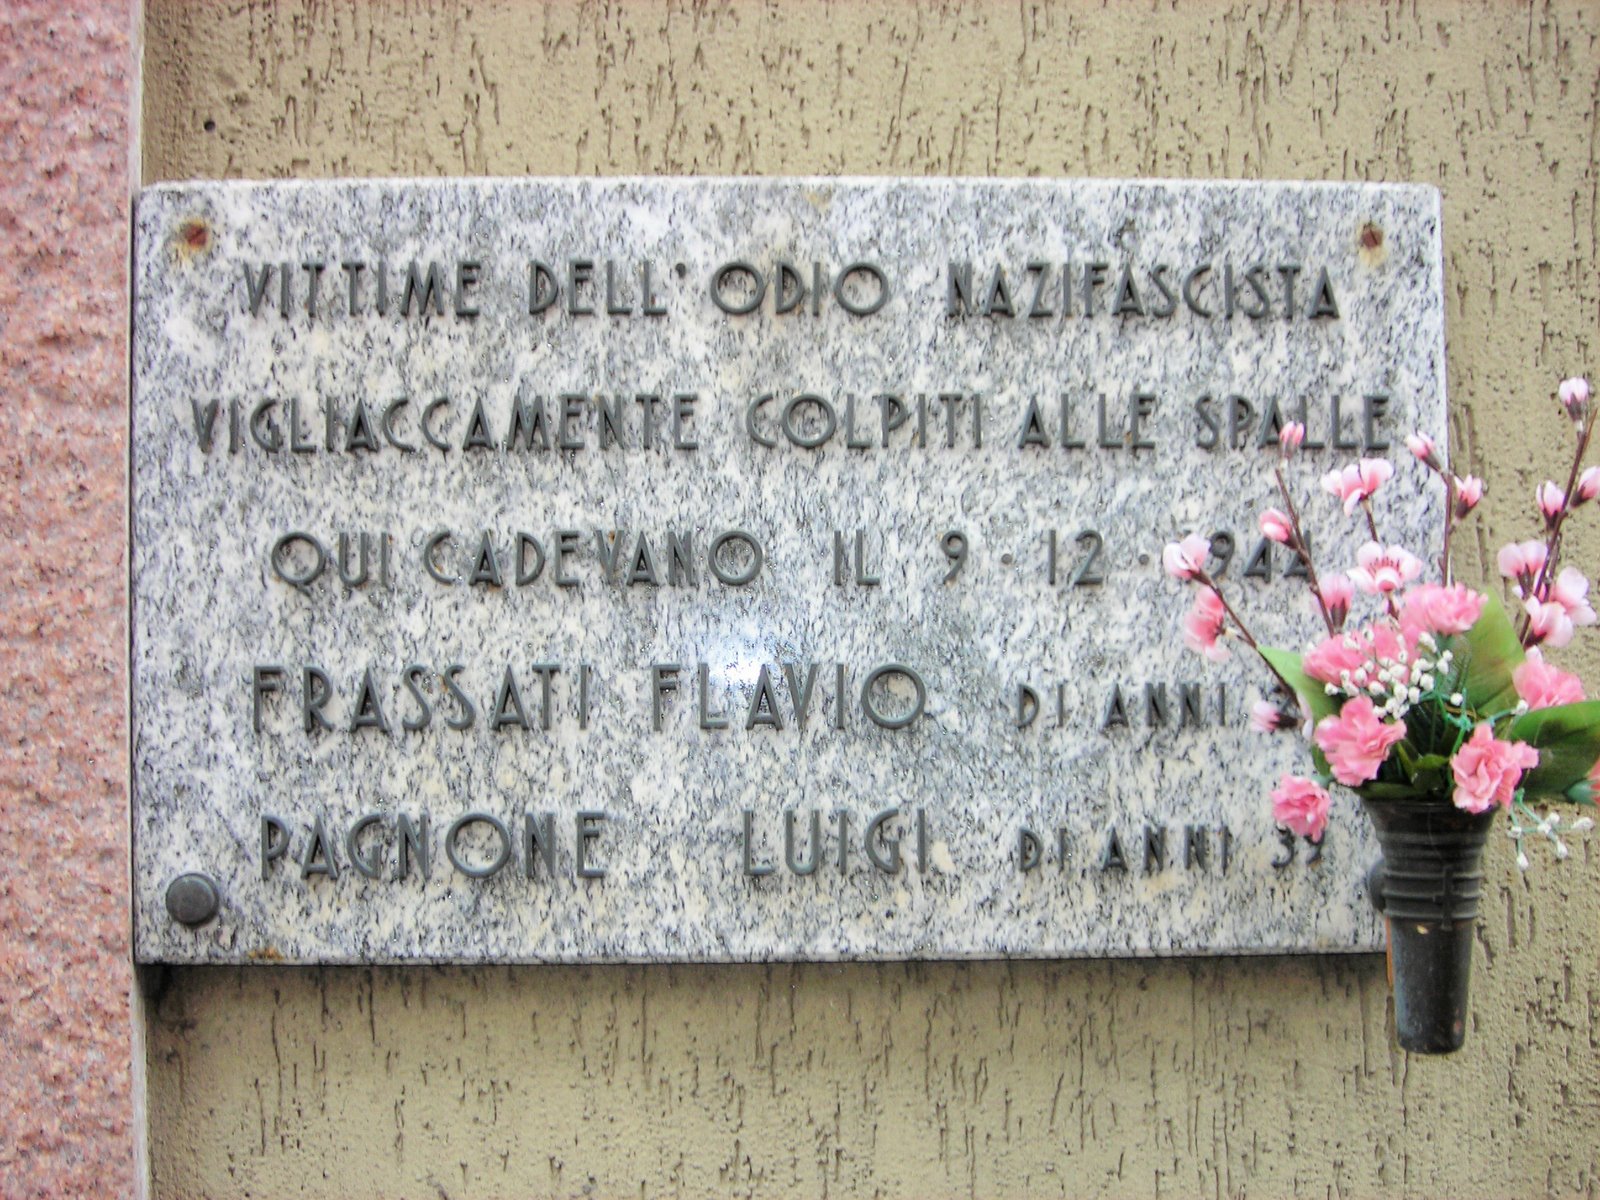 VITTIME DELL'ODIO NAZIFASCISTA
VIGLIACCAMENTE COLPITI ALLE SPALLE
QUI CADEVANO IL 9·12·1944
FRASSATI FLAVIO DI ANNI
PAGNONE LUIGI DI ANNI